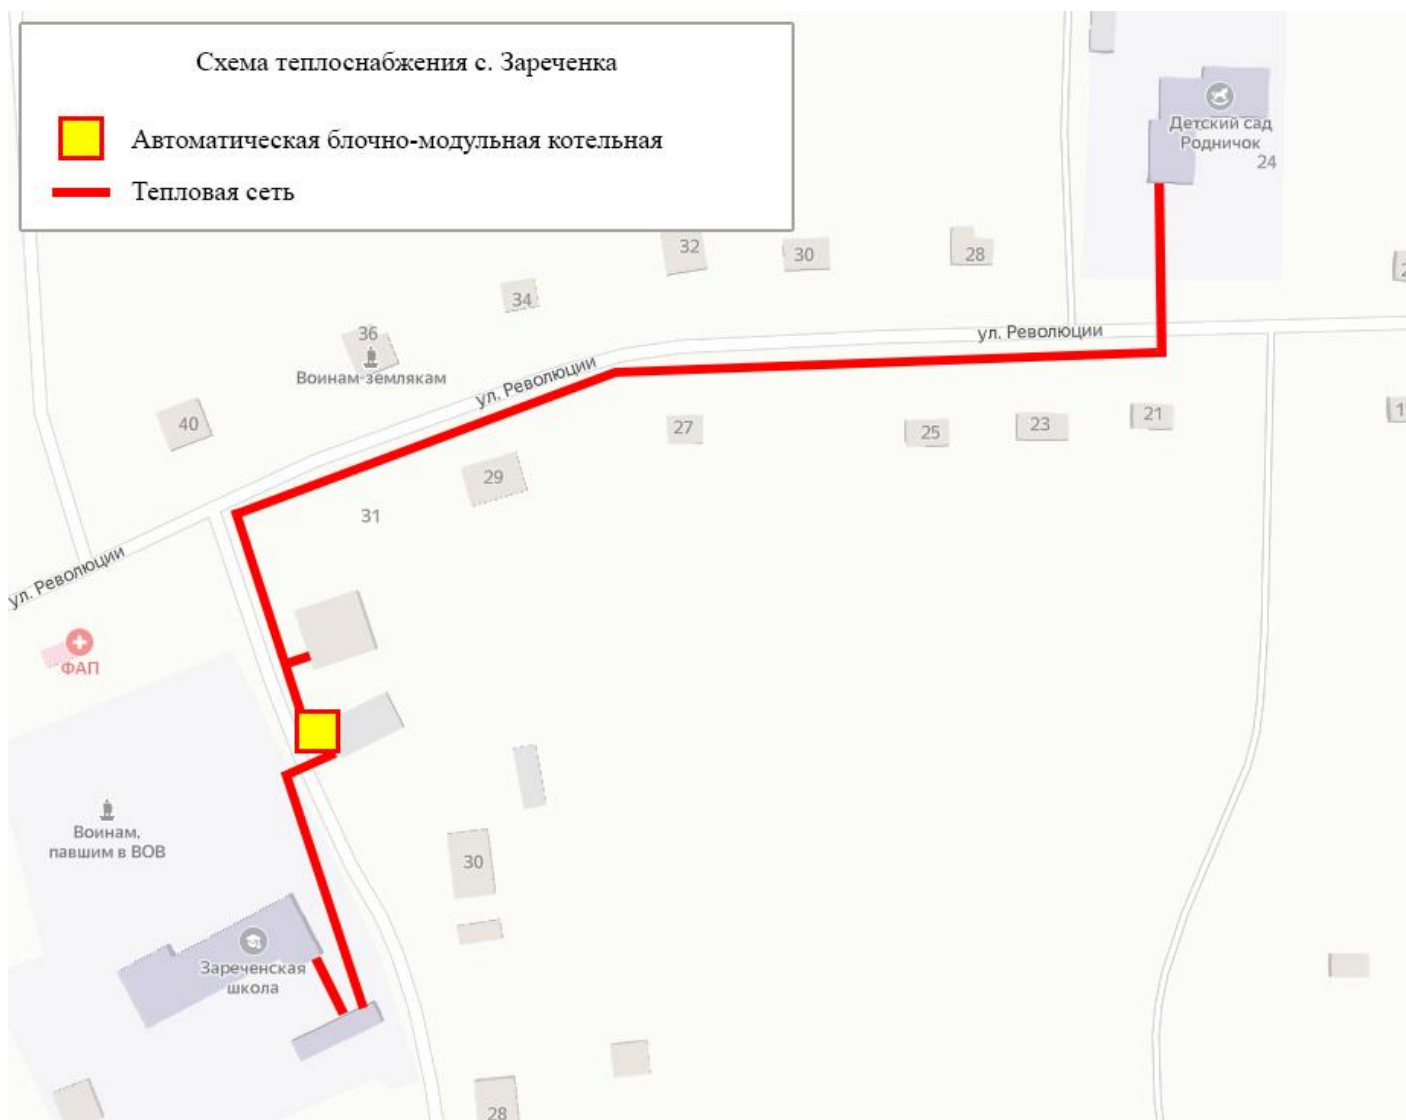 Схема теплоснабжения с. Зареченка
Автоматическая блочно-модульная котельная
Тепловая сеть
Детский сад
Родничок
24
32
30
28
34
36
Воинам-землякам
ул. Революции
ул. Революции
40
27
25
23
21
29
31
ул. Революции
ФАП
Воинам,
павшим в ВОВ
30
Зареченская
школа
28